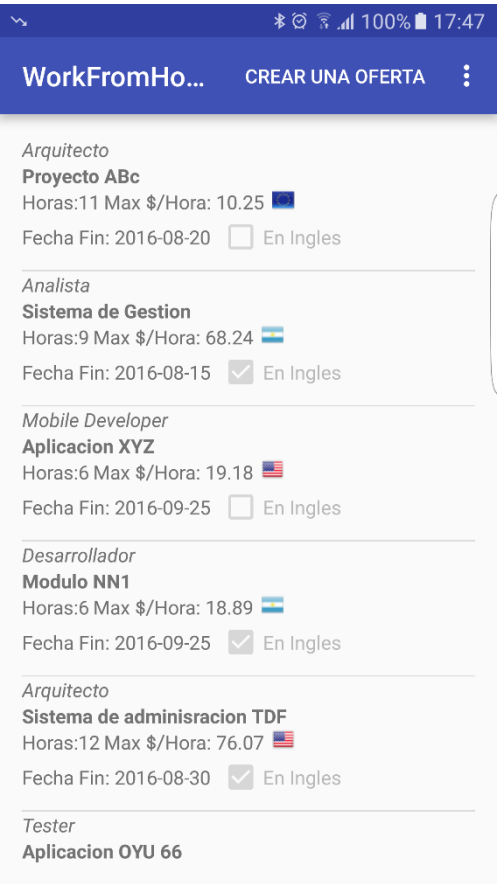 100% 17:47
WorkFromHo... CREAR UNA OFERTA
Arquitecto
Proyecto ABc
Horas:11 Max $/Hora: 10.25
Fecha Fin: 2016-08-20 En Ingles
Analista
Sistema de Gestion
Horas:9 Max $/Hora: 68.24
Fecha Fin: 2016-08-15 En Ingles
Mobile Developer
Aplicacion XYZ
Horas:6 Max $/Hora: 19.18
Fecha Fin: 2016-09-25 En Ingles
Desarrollador
Modulo NN1
Horas:6 Max $/Hora: 18.89
Fecha Fin: 2016-09-25 En Ingles
Arquitecto
Sistema de adminisracion TDF
Horas:12 Max $/Hora: 76.07
Fecha Fin: 2016-08-30 En Ingles
Tester
Aplicacion OYU 66